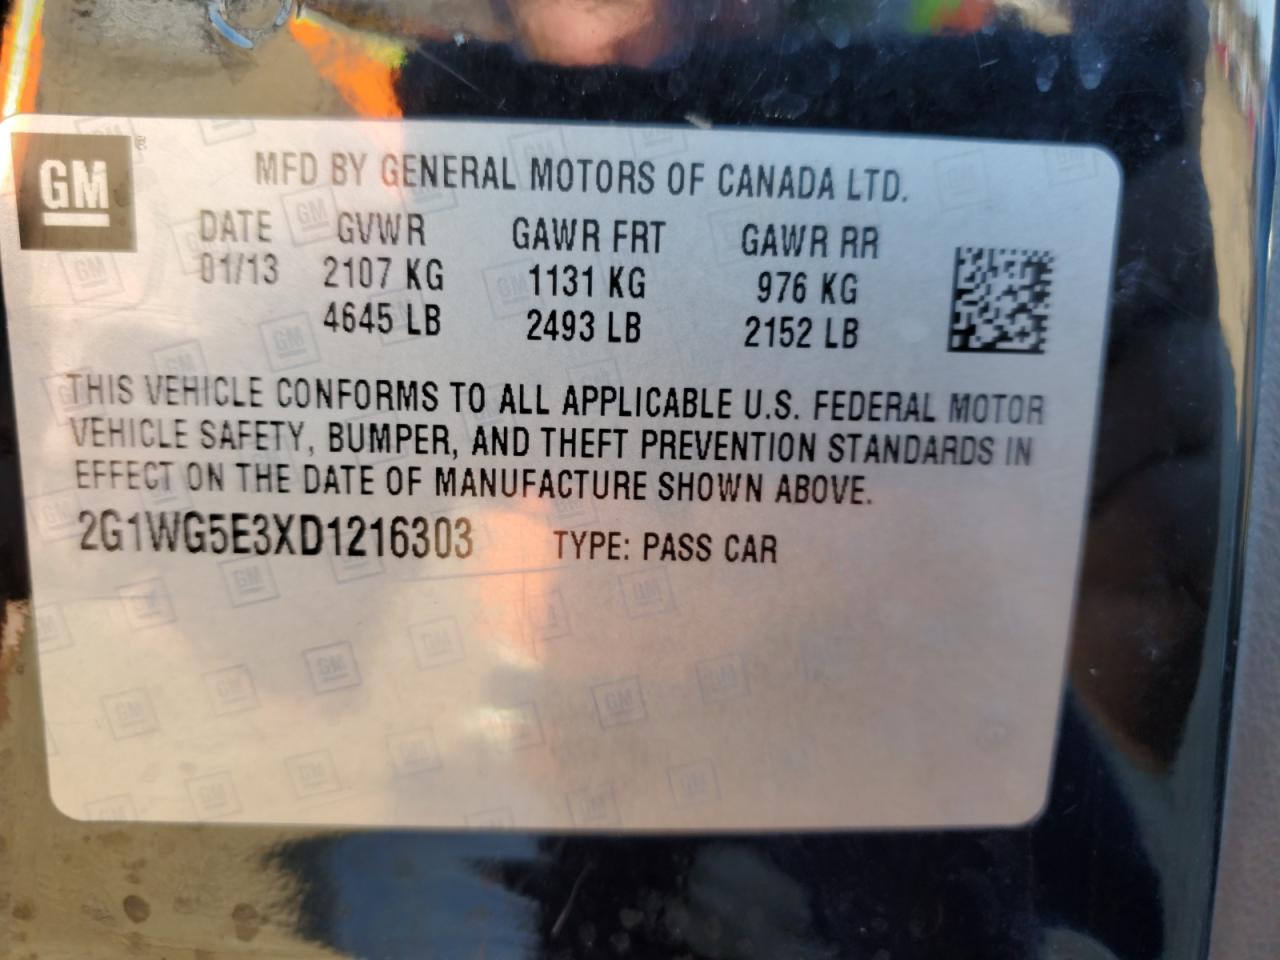 GM
MFD BY GENERAL MOTORS OF CANADA LTD.
DATE GVWR GAWR FRT GAWR RR
01/13 2107 KG 1131 KG 976 KG
4645 LB 2493 LB 2152 LB
THIS VEHICLE CONFORMS TO ALL APPLICABLE U.S. FEDERAL MOTOR
VEHICLE SAFETY, BUMPER, AND THEFT PREVENTION STANDARDS IN
EFFECT ON THE DATE OF MANUFACTURE SHOWN ABOVE.
2G1WG5E3XD1216303 TYPE: PASS CAR